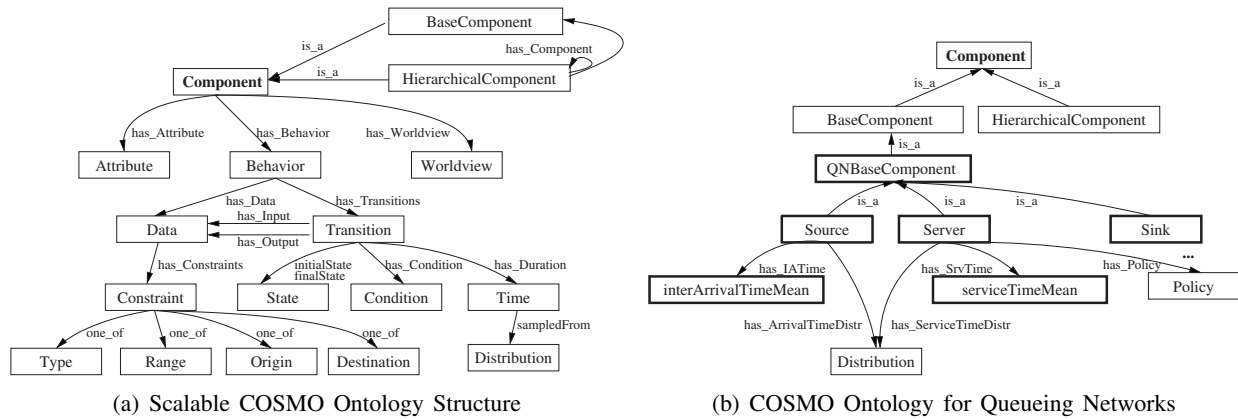 BaseComponent
is_a
has_Component
is_a
Component
HierarchicalComponent
has_Attribute
has_Behavior
has_Worldview
Attribute
Behavior
Worldview
has_Data
has_Transitions
has_Input
Data
Transition
has_Output
has_Constraints
initialState
finalState
has_Condition
has_Duration
Constraint
State
Condition
Time
one_of
one_of
one_of
one_of
sampledFrom
Type
Range
Origin
Destination
Distribution
(a) Scalable COSMO Ontology Structure
Component
is_a
is_a
BaseComponent
HierarchicalComponent
is_a
QNBaseComponent
is_a
is_a
is_a
Source
Server
Sink
...
has_IATime
has_SrvTime
has_Policy
interArrivalTimeMean
serviceTimeMean
Policy
has_ArrivalTimeDistr
has_ServiceTimeDistr
Distribution
(b) COSMO Ontology for Queueing Networks